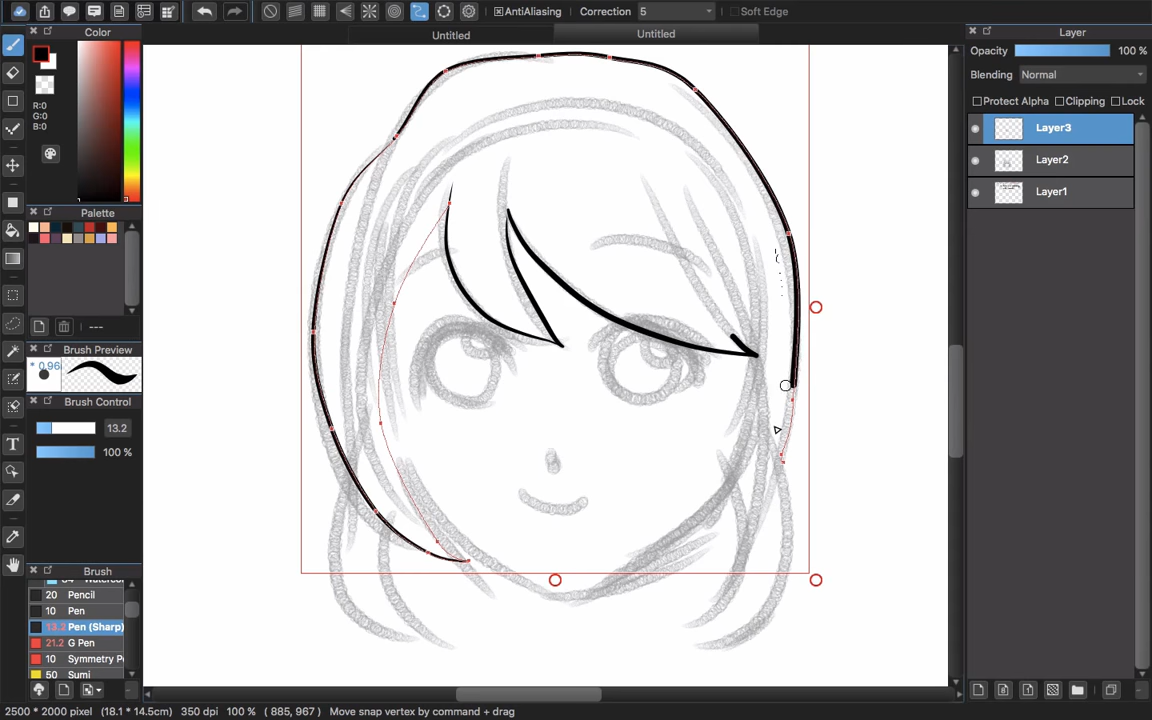 AntiAliasing Correction 5 Soft Edge
Color
R:0
G:0
B:0
Palette
---
Brush Preview
* 0.96
Brush Control
13.2
100 %
Brush
20 Pencil
10 Pen
13.2 Pen (Sharp)
21.2 G Pen
10 Symmetry Pe
50 Sumi
Untitled
Untitled
Layer
Opacity 100 %
Blending Normal
Protect Alpha Clipping Lock
Layer3
Layer2
Layer1
2500 * 2000 pixel (18.1 * 14.5cm) 350 dpi 100 % ( 885, 967 ) Move snap vertex by command + drag